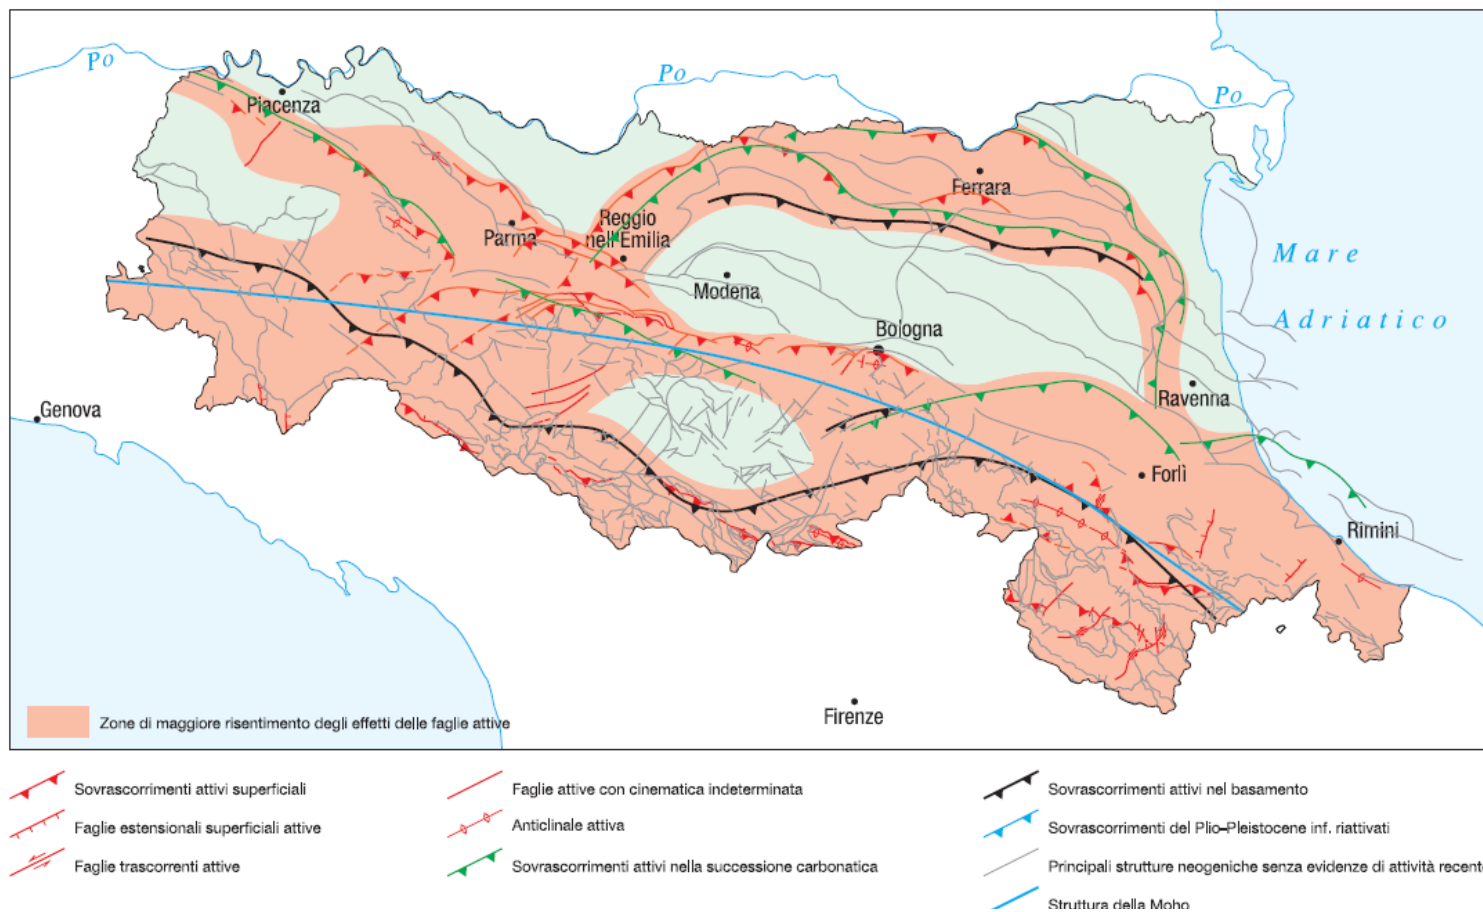 Po
Po
Po
Piacenza
Ferrara
Parma
Reggio
nell'Emilia
Mare
Modena
Adriatico
Bologna
Ravenna
Genova
Forlì
Rimini
Firenze
Zone di maggiore risentimento degli effetti delle faglie attive
Sovrascorrimenti attivi superficiali
Faglie estensionali superficiali attive
Faglie trascorrenti attive
Faglie attive con cinematica indeterminata
Anticlinale attiva
Sovrascorrimenti attivi nella successione carbonatica
Sovrascorrimenti attivi nel basamento
Sovrascorrimenti del Plio–Pleistocene inf. riattivati
Principali strutture neogeniche senza evidenze di attività recente
Struttura della Moho